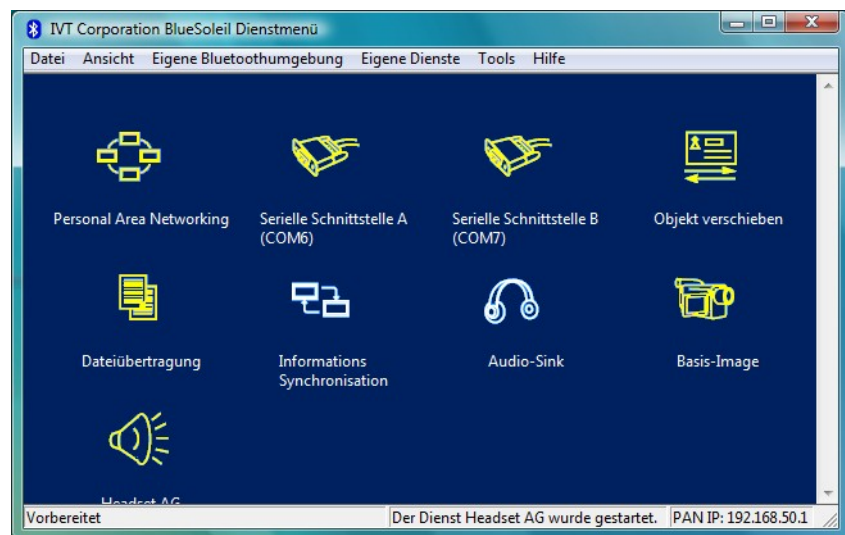 IVT Corporation BlueSoleil Dienstmenü
Datei Ansicht Eigene Bluetoothumgebung Eigene Dienste Tools Hilfe
Personal Area Networking
Serielle Schnittstelle A
(COM6)
Serielle Schnittstelle B
(COM7)
Objekt verschieben
Dateiübertragung
Informations
Synchronisation
Audio-Sink
Basis-Image
Headset AG
Vorbereitet
Der Dienst Headset AG wurde gestartet.
PAN IP: 192.168.50.1